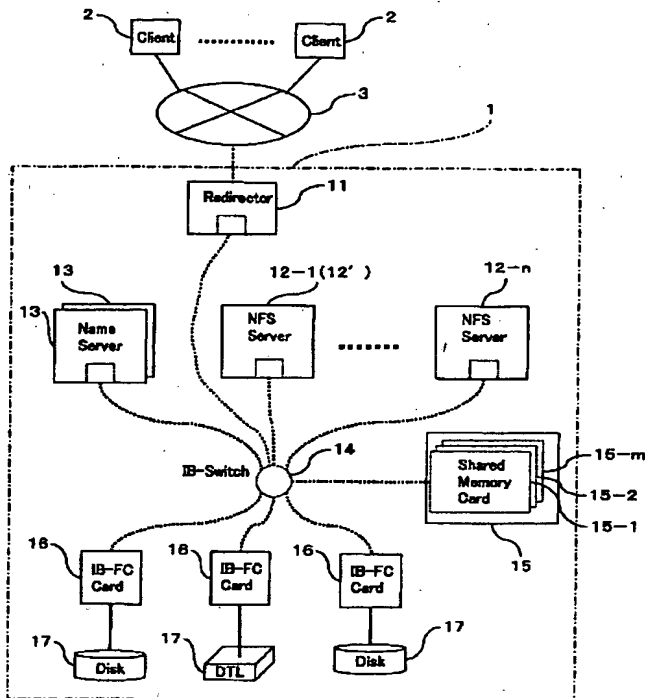 2
Client
Client
2
3
1
11
Redirector
13
12-1(12')
12-n
13
Name
Server
NFS
Server
NFS
Server
IB-Switch
14
Shared
Memory
Card
15-m
15-2
15-1
15
16
IB-FC
Card
16
IB-FC
Card
16
IB-FC
Card
17
Disk
17
DTL
Disk
17